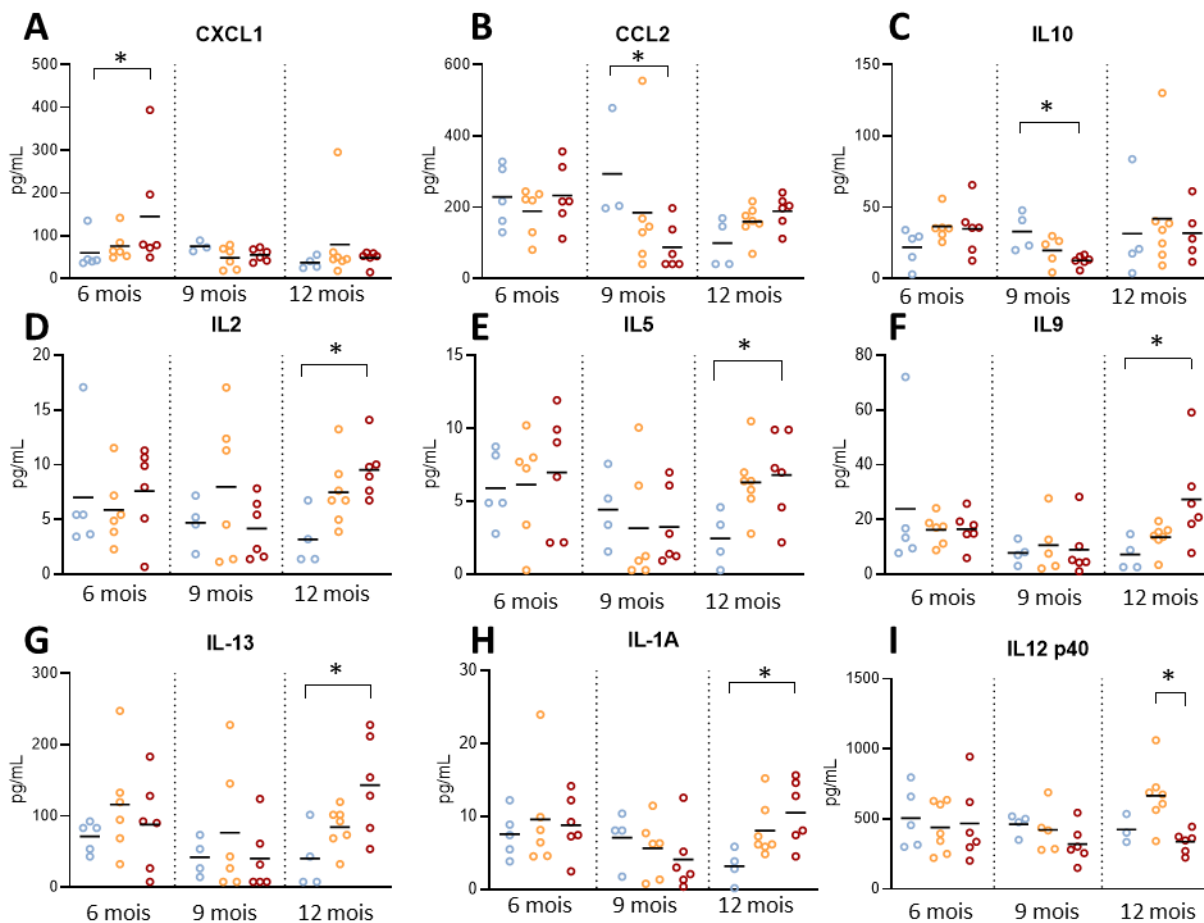 A
CXCL1
*
500
400
300
200
100
0
pg/mL
6 mois
9 mois
12 mois
B
CCL2
*
600
400
200
0
pg/mL
6 mois
9 mois
12 mois
C
IL10
*
150
100
50
0
pg/mL
6 mois
9 mois
12 mois
D
IL2
*
20
15
10
5
0
pg/mL
6 mois
9 mois
12 mois
E
IL5
*
15
10
5
0
pg/mL
6 mois
9 mois
12 mois
F
IL9
*
80
60
40
20
0
pg/mL
6 mois
9 mois
12 mois
G
IL-13
*
300
200
100
0
pg/mL
6 mois
9 mois
12 mois
H
IL-1A
*
30
20
10
0
pg/mL
6 mois
9 mois
12 mois
I
IL12 p40
*
1500
1000
500
0
pg/mL
6 mois
9 mois
12 mois